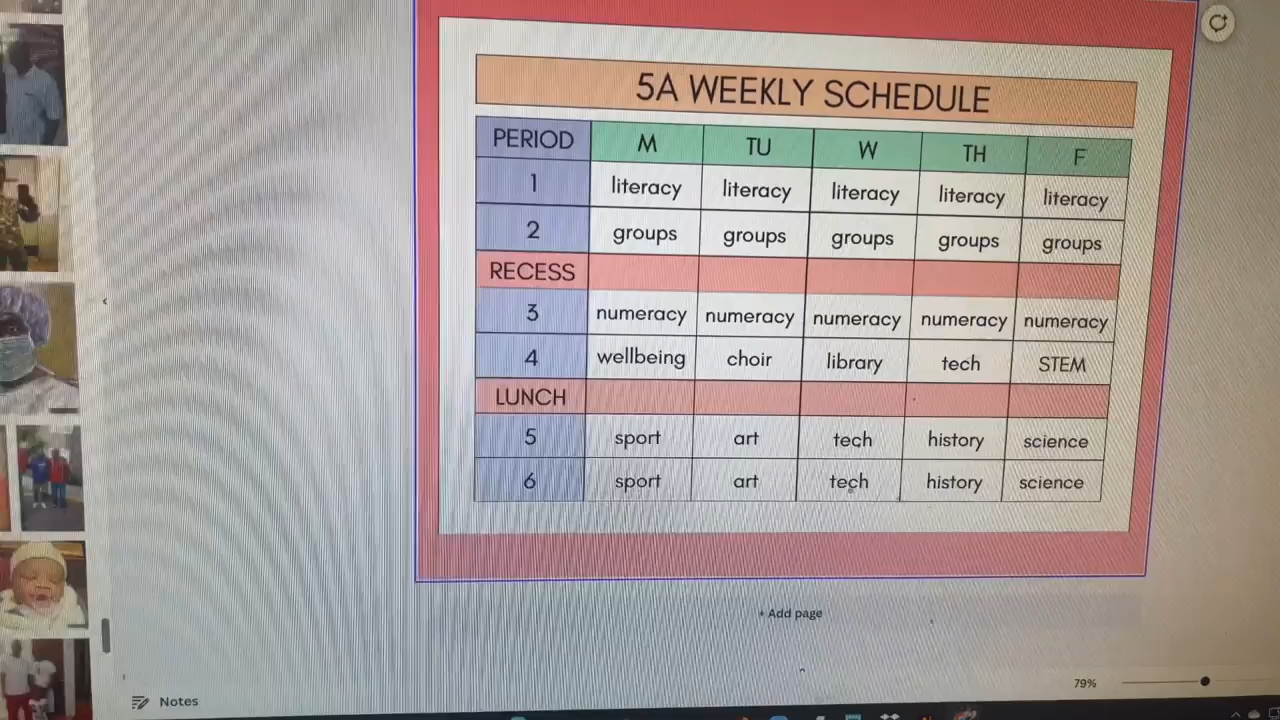 5A WEEKLY SCHEDULE
PERIOD M TU W TH F
1 literacy literacy literacy literacy literacy
2 groups groups groups groups groups
RECESS
3 numeracy numeracy numeracy numeracy numeracy
4 wellbeing choir library tech STEM
LUNCH
5 sport art tech history science
6 sport art tech history science
+ Add page
79%
Notes